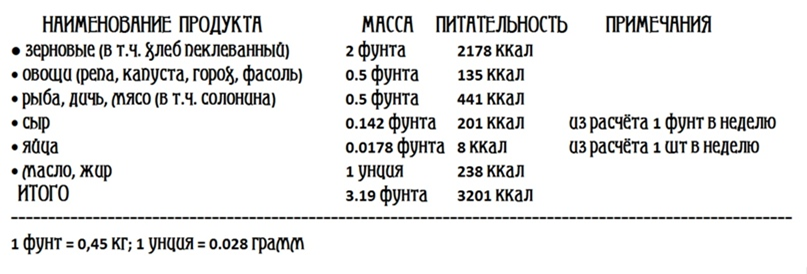 НАИМЕНОВАНИЕ ПРОДУКТА МАССА ПИТАТЕЛЬНОСТЬ ПРИМЕЧАНИЯ
• зерновые (в т.ч. хлеб пеклеванный) 2 фунта 2178 ккал
• овощи (репа, капуста, горох, фасоль) 0.5 фунта 135 ккал
• рыба, дичь, мясо (в т.ч. солонина) 0.5 фунта 441 ккал
• сыр 0.142 фунта 201 ккал из расчёта 1 фунт в неделю
• яйца 0.0178 фунта 8 ккал из расчёта 1 шт в неделю
• масло, жир 1 унция 238 ккал
ИТОГО 3.19 фунта 3201 ккал
1 фунт = 0,45 кг; 1 унция = 0.028 грамм